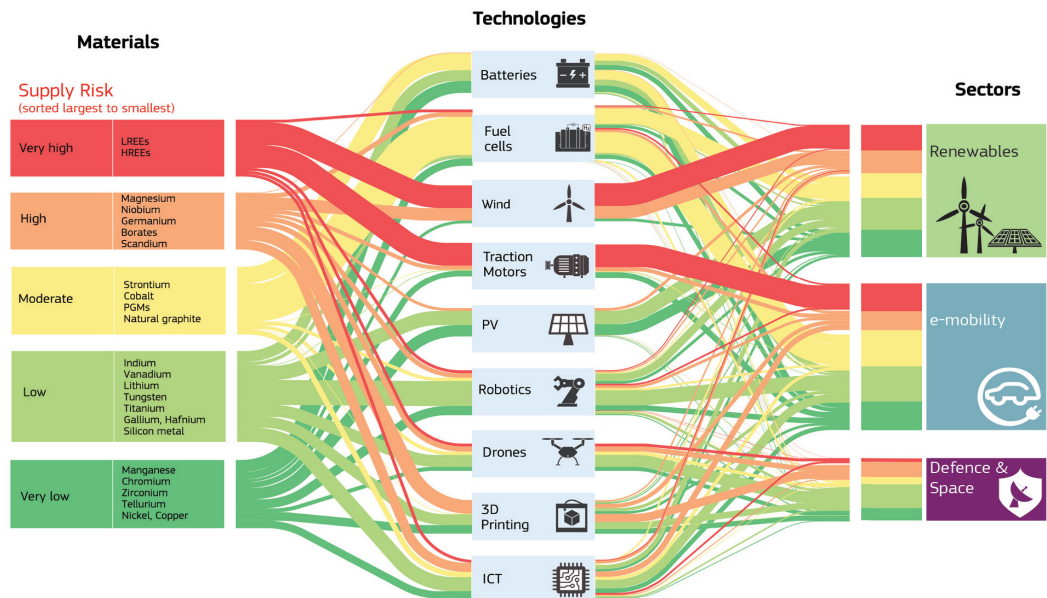 Materials
Technologies
Sectors
Supply Risk
(sorted largest to smallest)
Very high
LREEs
HREEs
High
Magnesium
Niobium
Germanium
Borates
Scandium
Moderate
Strontium
Cobalt
PGMs
Natural graphite
Low
Indium
Vanadium
Lithium
Tungsten
Titanium
Gallium, Hafnium
Silicon metal
Very low
Manganese
Chromium
Zirconium
Tellurium
Nickel, Copper
Batteries
Fuel
cells
H₂
Wind
Traction
Motors
PV
Robotics
Drones
3D
Printing
ICT
Renewables
e-mobility
Defence &
Space